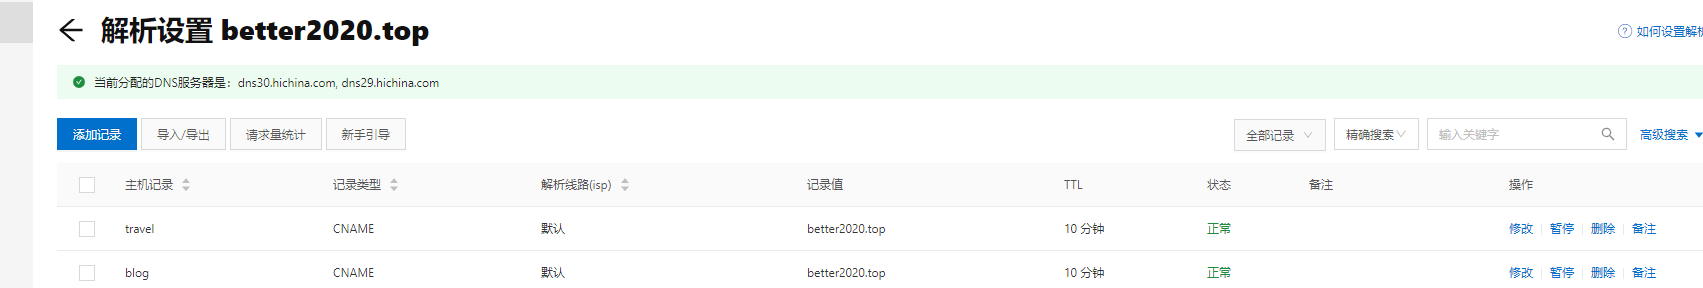 解析设置 better2020.top
如何设置解析
当前分配的DNS服务器是：dns30.hichina.com, dns29.hichina.com
添加记录 导入/导出 请求量统计 新手引导 全部记录 精确搜索 输入关键字 高级搜索
主机记录 记录类型 解析线路(isp) 记录值 TTL 状态 备注 操作
travel CNAME 默认 better2020.top 10 分钟 正常 修改 暂停 删除 备注
blog CNAME 默认 better2020.top 10 分钟 正常 修改 暂停 删除 备注